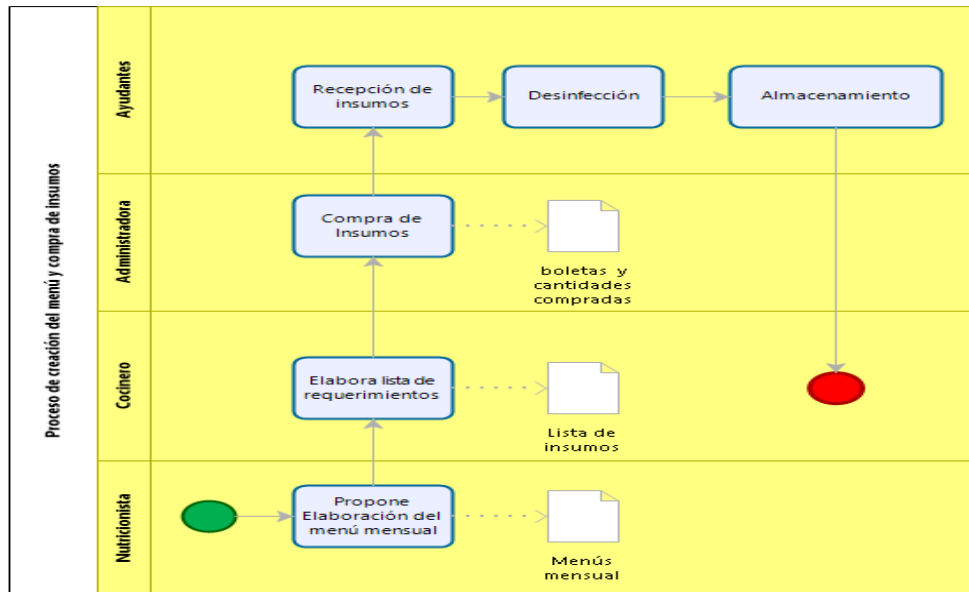 Proceso de creación del menú y compra de insumos
Ayudantes
Recepción de
insumos
Desinfección
Almacenamiento
Administradora
Compra de
Insumos
boletas y
cantidades
compradas
Cocinero
Elabora lista de
requerimientos
Lista de
insumos
Nutricionista
Propone
Elaboración del
menú mensual
Menús
mensual